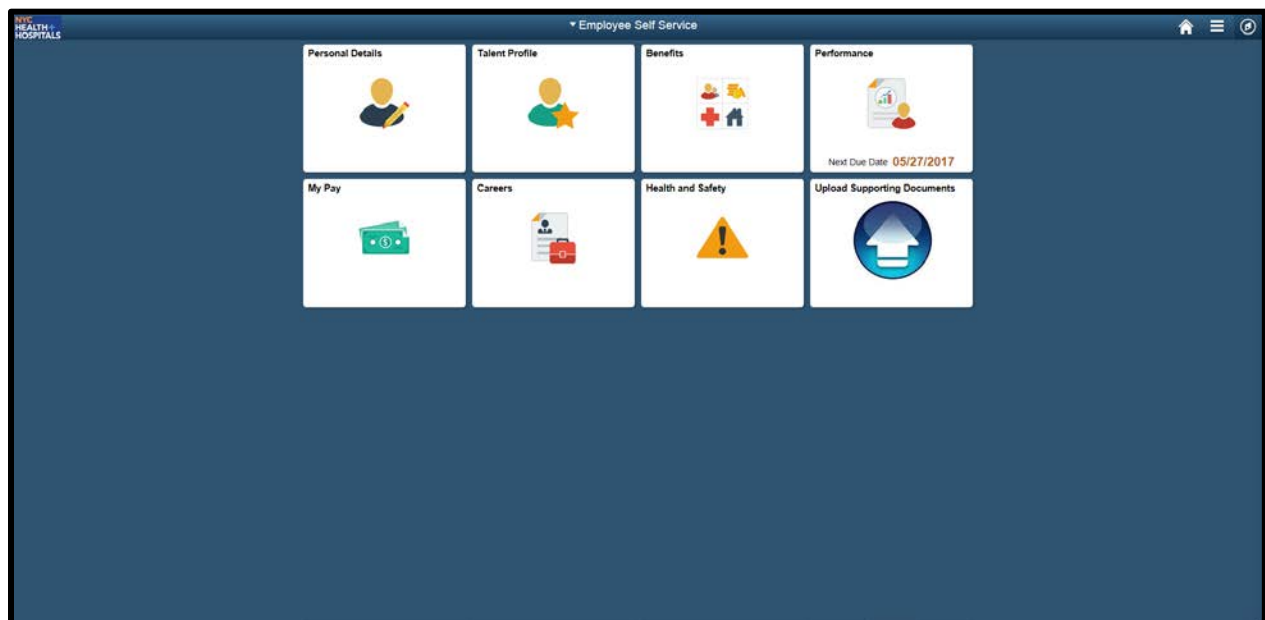 NYC
HEALTH+
HOSPITALS
Employee Self Service
Personal Details
Talent Profile
Benefits
Performance
Next Due Date 05/27/2017
My Pay
Careers
Health and Safety
Upload Supporting Documents